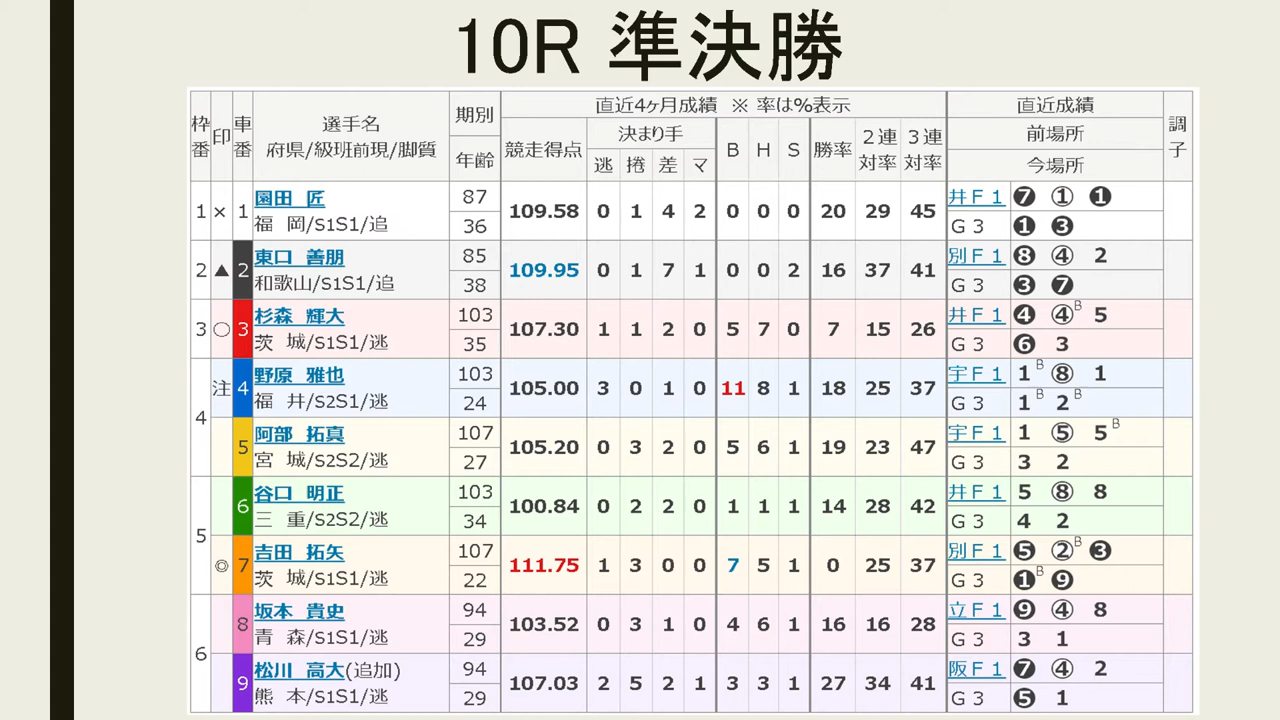 10R 準決勝
枠番 印 車番 選手名 府県/級班前現/脚質 期別 年齢 直近4ヶ月成績 ※ 率は%表示 競走得点 決まり手 逃 捲 差 マ B H S 勝率 2連対率 3連対率 直近成績 前場所 今場所 調子
1 × 1 園田 匠 87 109.58 0 1 4 2 0 0 0 20 29 45 井F1 ❼ ① ❶
福 岡/S1S1/追 36 G3 ❶ ❸
2 ▲ 2 東口 善朋 85 109.95 0 1 7 1 0 0 2 16 37 41 別F1 ❽ ④ 2
和歌山/S1S1/追 38 G3 ❸ ❼
3 ○ 3 杉森 輝大 103 107.30 1 1 2 0 5 7 0 7 15 26 井F1 ❹ ④B 5
茨 城/S1S1/逃 35 G3 ❻ 3
4 注 4 野原 雅也 103 105.00 3 0 1 0 11 8 1 18 25 37 宇F1 1B ⑧ 1
福 井/S2S1/逃 24 G3 1B 2B
5 阿部 拓真 107 105.20 0 3 2 0 5 6 1 19 23 47 宇F1 1 ⑤ 5B
宮 城/S2S2/逃 27 G3 3 2
5 6 谷口 明正 103 100.84 0 2 2 0 1 1 1 14 28 42 井F1 5 ⑧ 8
三 重/S2S2/逃 34 G3 4 2
◎ 7 吉田 拓矢 107 111.75 1 3 0 0 7 5 1 0 25 37 別F1 ❺ ②B ❸
茨 城/S1S1/逃 22 G3 ❶B ❾
6 8 坂本 貴史 94 103.52 0 3 1 0 4 6 1 16 16 28 立F1 ❾ ④ 8
青 森/S1S1/逃 29 G3 3 1
9 松川 高大(追加) 94 107.03 2 5 2 1 3 3 1 27 34 41 阪F1 ❼ ④ 2
熊 本/S1S1/逃 29 G3 ❺ 1